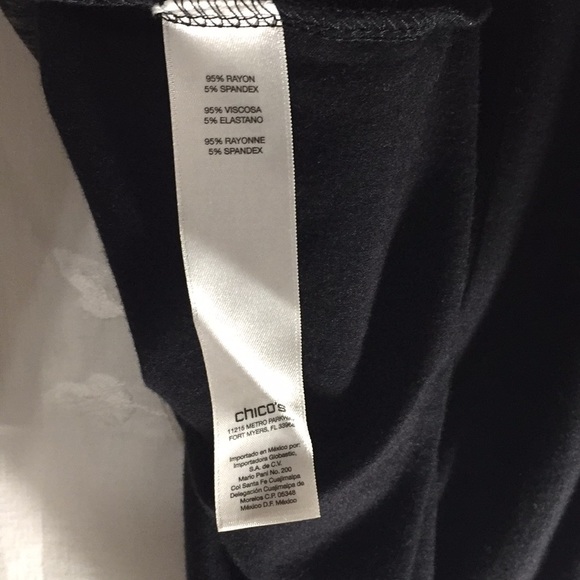 95% RAYON
5% SPANDEX
95% VISCOSA
5% ELASTANO
95% RAYONNE
5% SPANDEX
chico's
11215 METRO
FORT MYERS, FL
Importado en México por:
Importadora Globastic,
S.A. de C.V.
Mario Pani No. 200
Col Santa Fe Cuajimalpa
Delegación Cuajimalpa de
Morelos C.P. 05348
México D.F. México